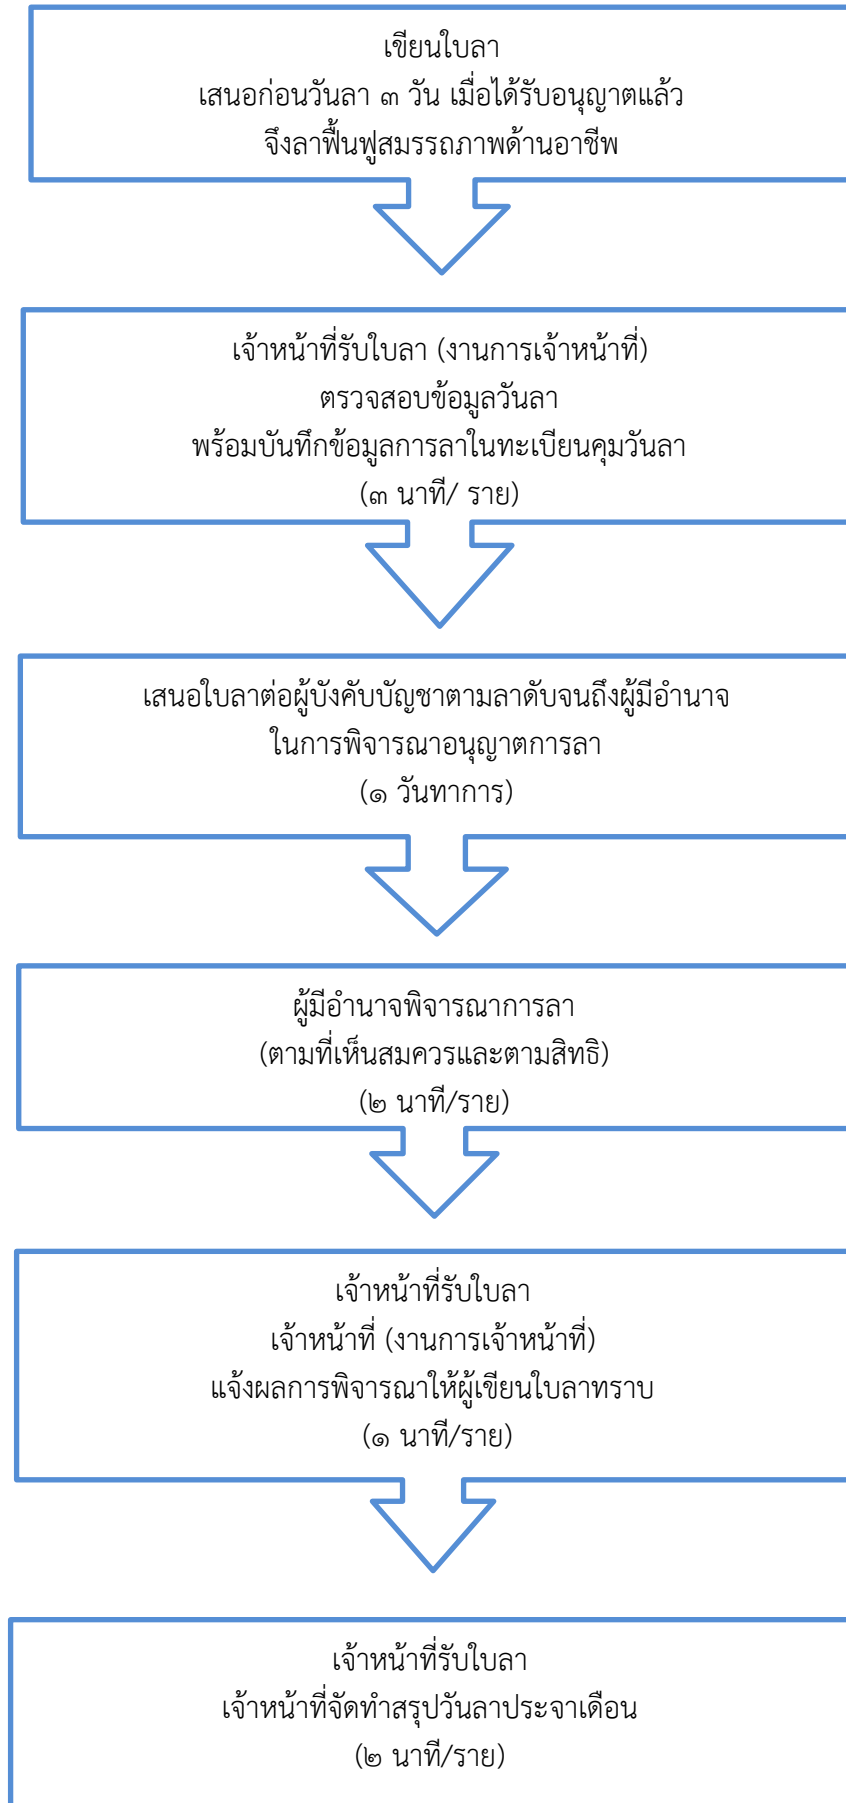 เขียนใบลา
เสนอก่อนวันลา ๓ วัน เมื่อได้รับอนุญาตแล้ว
จึงลาฟื้นฟูสมรรถภาพด้านอาชีพ
เจ้าหน้าที่รับใบลา (งานการเจ้าหน้าที่)
ตรวจสอบข้อมูลวันลา
พร้อมบันทึกข้อมูลการลาในทะเบียนคุมวันลา
(๓ นาที/ ราย)
เสนอใบลาต่อผู้บังคับบัญชาตามลาดับจนถึงผู้มีอำนาจ
ในการพิจารณาอนุญาตการลา
(๑ วันทาการ)
ผู้มีอำนาจพิจารณาการลา
(ตามที่เห็นสมควรและตามสิทธิ)
(๒ นาที/ราย)
เจ้าหน้าที่รับใบลา
เจ้าหน้าที่ (งานการเจ้าหน้าที่)
แจ้งผลการพิจารณาให้ผู้เขียนใบลาทราบ
(๑ นาที/ราย)
เจ้าหน้าที่รับใบลา
เจ้าหน้าที่จัดทำสรุปวันลาประจาเดือน
(๒ นาที/ราย)